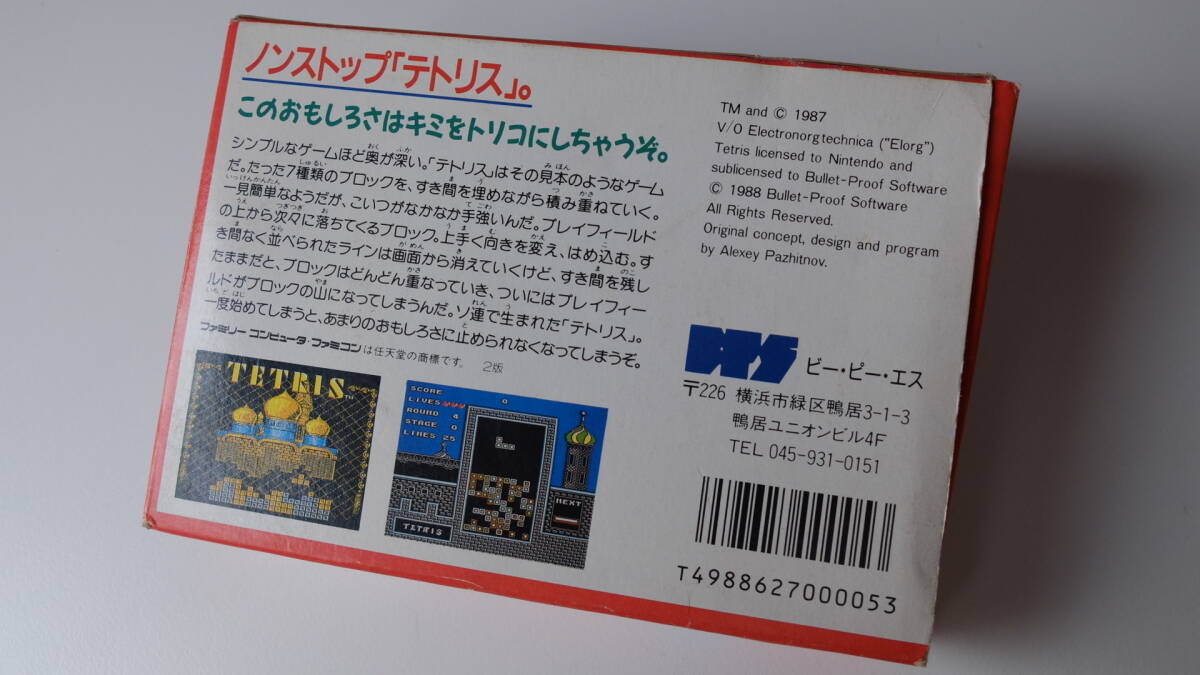 ノンストップ「テトリス」。
このおもしろさはキミをトリコにしちゃうぞ。
シンプルなゲームほど奥が深い。「テトリス」はその見本のようなゲーム
だ。たった7種類のブロックを、すき間を埋めながら積み重ねていく。
一見簡単なようだが、こいつがなかなか手強いんだ。プレイフィールド
の上から次々に落ちてくるブロック。上手く向きを変え、はめ込む。す
き間なく並べられたラインは画面から消えていくけど、すき間を残し
たままだと、ブロックはどんどん重なっていき、ついにはプレイフィー
ルドがブロックの山になってしまうんだ。ソ連で生まれた「テトリス」。
一度始めてしまうと、あまりのおもしろさに止められなくなってしまうぞ。
ファミリーコンピュータ・ファミコンは任天堂の商標です。 2版
TETRIS
TM
SCORE 0
LIVES
ROUND 4
STAGE 0
LINES 25
NEXT
TETRIS
TM and © 1987
V/O Electronorgtechnica ("Elorg")
Tetris licensed to Nintendo and
sublicensed to Bullet-Proof Software
© 1988 Bullet-Proof Software
All Rights Reserved.
Original concept, design and program
by Alexey Pazhitnov.
BPS ビー・ピー・エス
〒226 横浜市緑区鴨居3-1-3
鴨居ユニオンビル4F
TEL 045-931-0151
T4988627000053